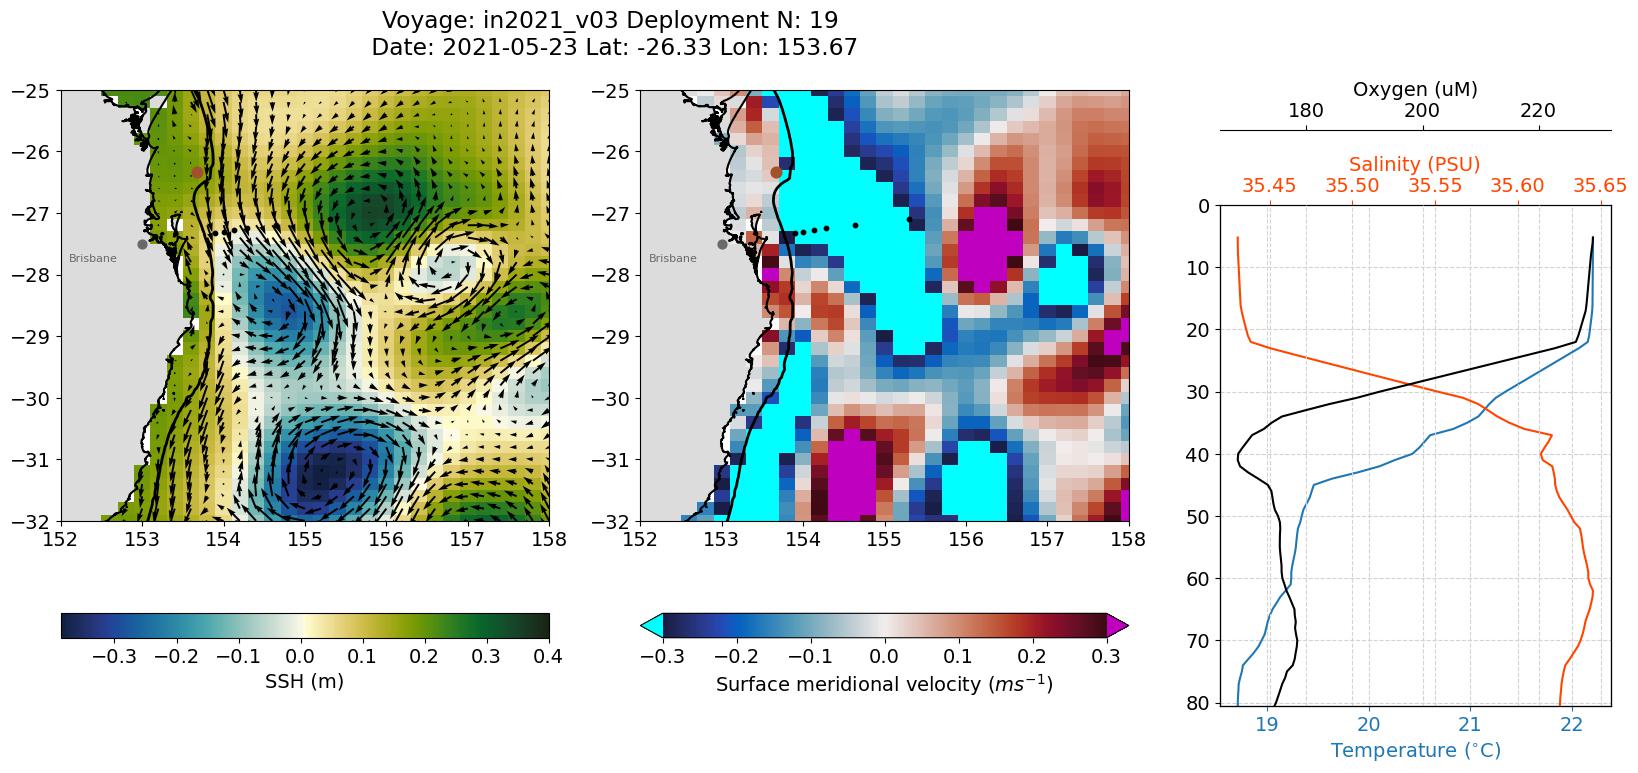 Voyage: in2021_v03 Deployment N: 19
Date: 2021-05-23 Lat: -26.33 Lon: 153.67
−25
−26
−27
−28
−29
−30
−31
−32
152 153 154 155 156 157 158
Brisbane
−0.3 −0.2 −0.1 0.0 0.1 0.2 0.3 0.4
SSH (m)
−25
−26
−27
−28
−29
−30
−31
−32
152 153 154 155 156 157 158
Brisbane
−0.3 −0.2 −0.1 0.0 0.1 0.2 0.3
Surface meridional velocity (ms⁻¹)
Oxygen (uM)
180 200 220
Salinity (PSU)
35.45 35.50 35.55 35.60 35.65
0
10
20
30
40
50
60
70
80
19 20 21 22
Temperature (°C)